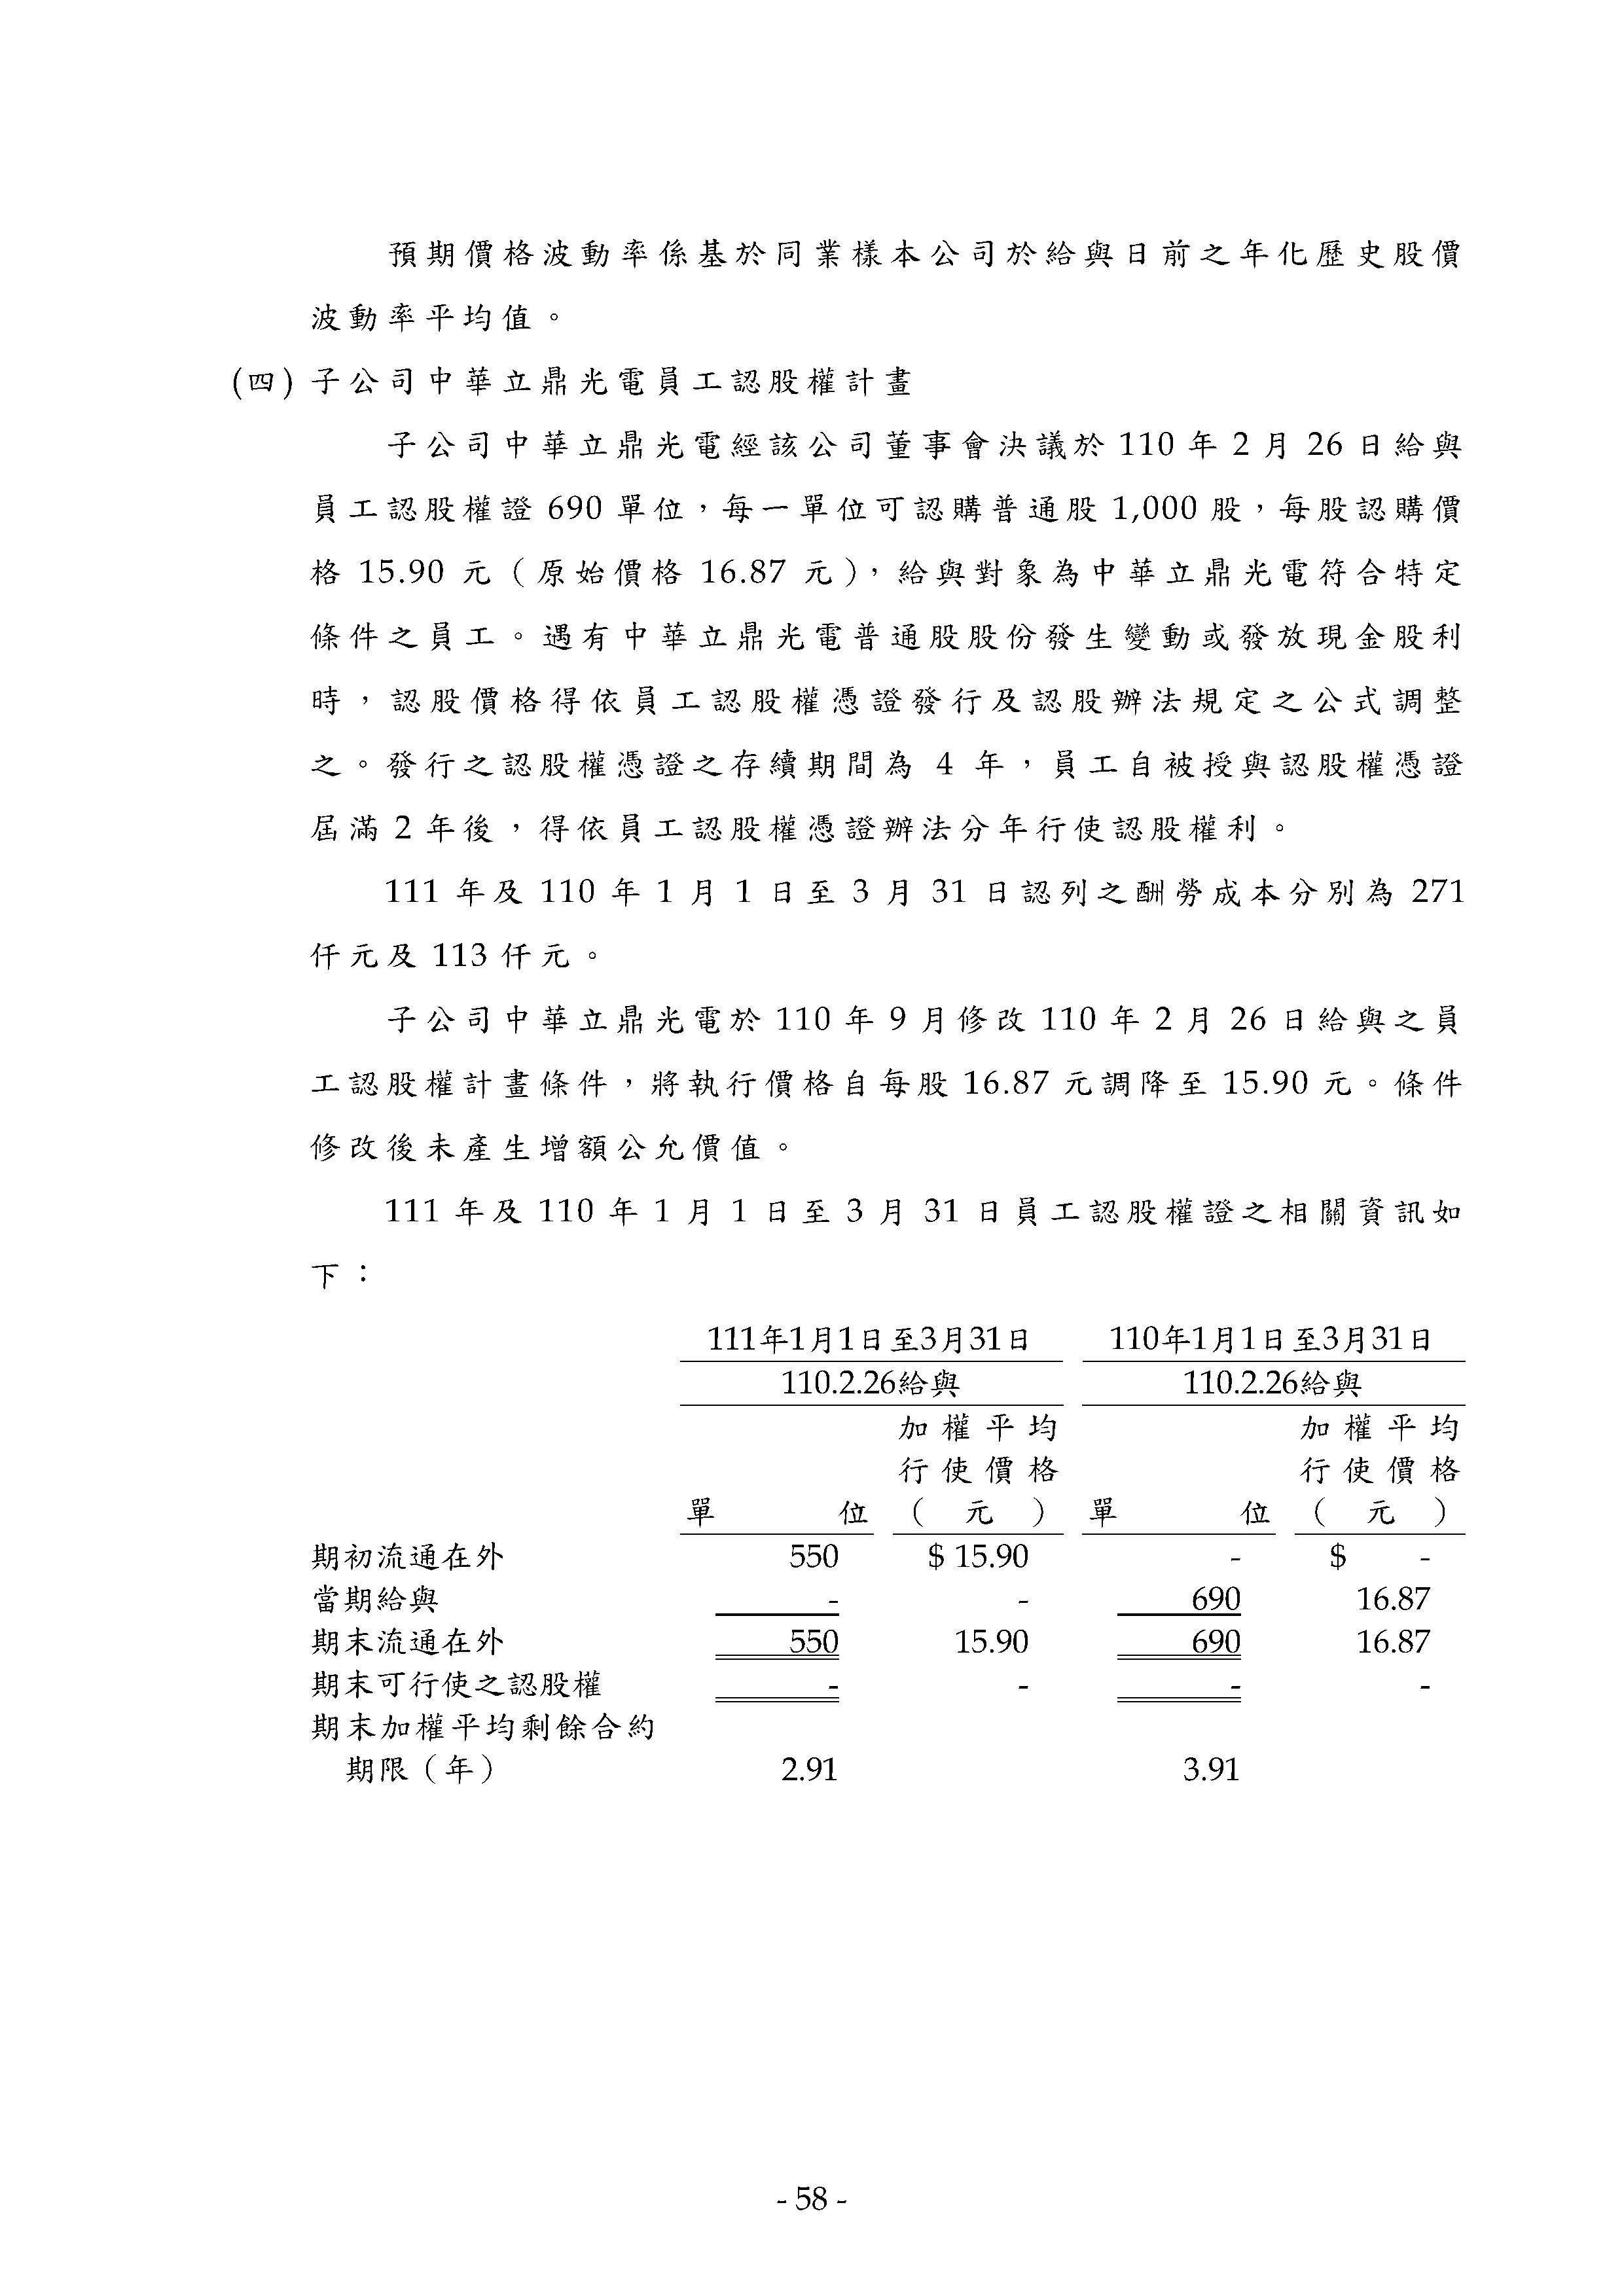 預期價格波動率係基於同業樣本公司於給與日前之年化歷史股價
波動率平均值。
(四) 子公司中華立鼎光電員工認股權計畫
子公司中華立鼎光電經該公司董事會決議於 110 年 2 月 26 日給與
員工認股權證 690 單位，每一單位可認購普通股 1,000 股，每股認購價
格 15.90 元（原始價格 16.87 元），給與對象為中華立鼎光電符合特定
條件之員工。遇有中華立鼎光電普通股股份發生變動或發放現金股利
時，認股價格得依員工認股權憑證發行及認股辦法規定之公式調整
之。發行之認股權憑證之存續期間為 4 年，員工自被授與認股權憑證
屆滿 2 年後，得依員工認股權憑證辦法分年行使認股權利。
111 年及 110 年 1 月 1 日至 3 月 31 日認列之酬勞成本分別為 271
仟元及 113 仟元。
子公司中華立鼎光電於 110 年 9 月修改 110 年 2 月 26 日給與之員
工認股權計畫條件，將執行價格自每股 16.87 元調降至 15.90 元。條件
修改後未產生增額公允價值。
111 年及 110 年 1 月 1 日至 3 月 31 日員工認股權證之相關資訊如
下：
111年1月1日至3月31日 110年1月1日至3月31日
110.2.26給與 110.2.26給與
加權平均 加權平均
行使價格 行使價格
單位 （元） 單位 （元）
期初流通在外 550 $ 15.90 - $ -
當期給與 - - 690 16.87
期末流通在外 550 15.90 690 16.87
期末可行使之認股權 - - - -
期末加權平均剩餘合約
期限（年） 2.91 3.91
- 58 -